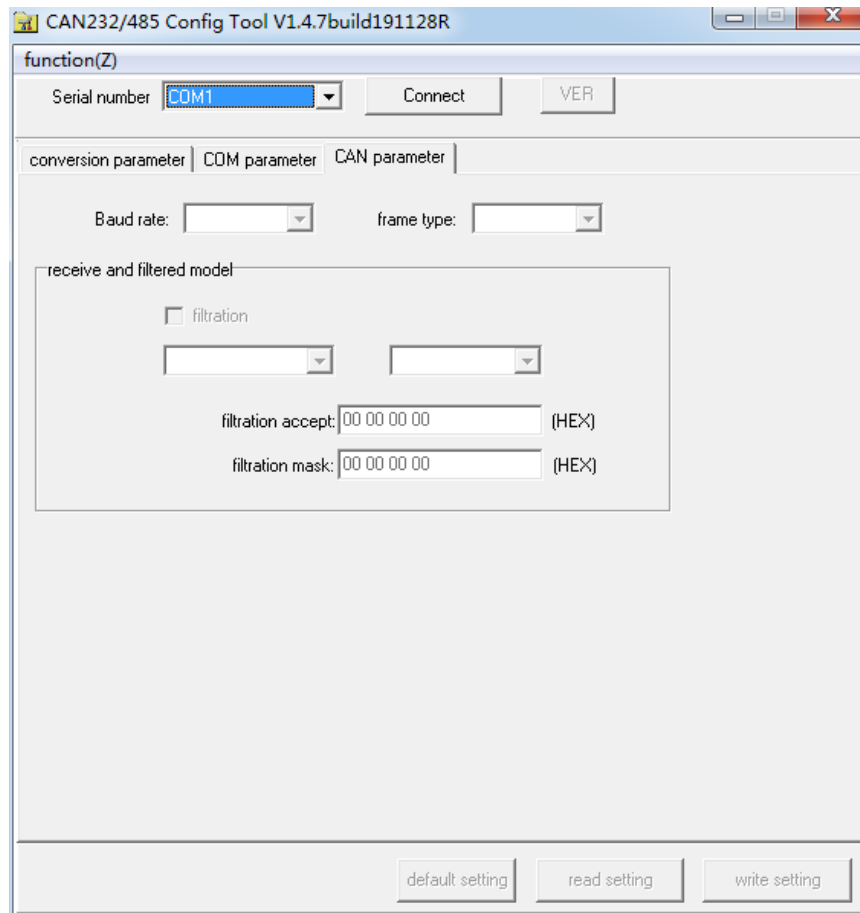 CAN232/485 Config Tool V1.4.7build191128R
function(Z)
Serial number COM1 Connect VER
conversion parameter COM parameter CAN parameter
Baud rate: frame type:
receive and filtered model
filtration
filtration accept: 00 00 00 00 (HEX)
filtration mask: 00 00 00 00 (HEX)
default setting read setting write setting